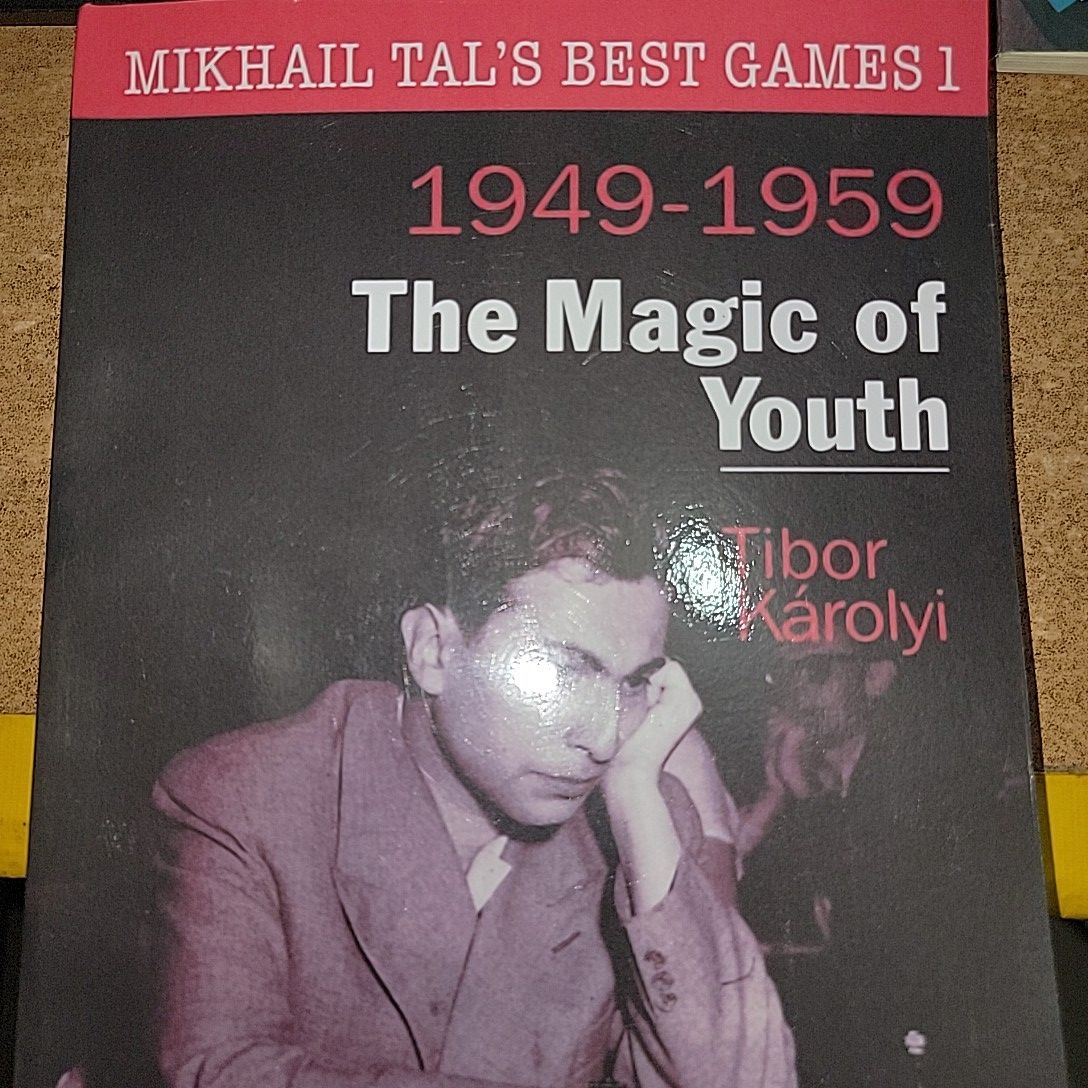 MIKHAIL TAL'S BEST GAMES 1
1949-1959
The Magic of
Youth
Tibor
Károlyi